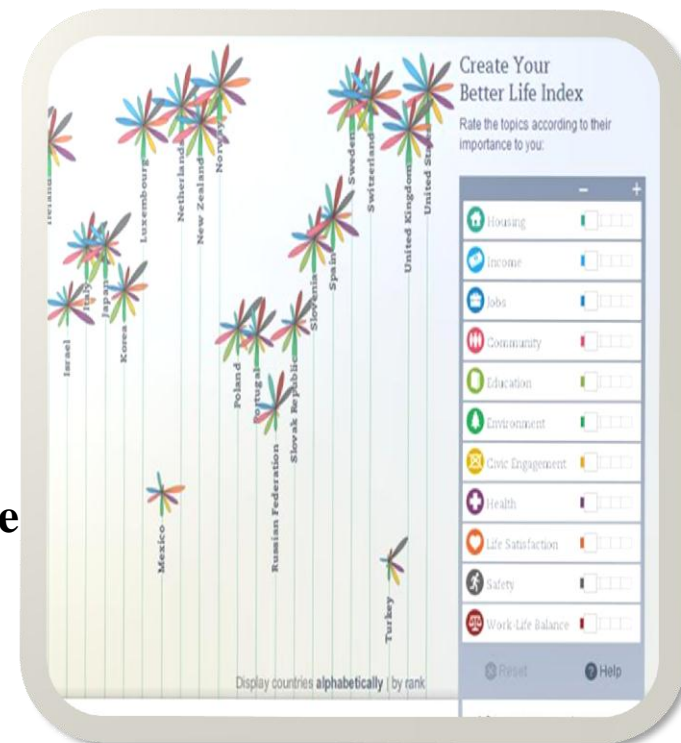 Create Your
Better Life Index
Rate the topics according to their
importance to you:
- +
Housing
Income
Jobs
Community
Education
Environment
Civic Engagement
Health
Life Satisfaction
Safety
Work-Life Balance
Reset
Help
Ireland
Israel
Italy
Japan
Korea
Luxembourg
Mexico
Netherlands
New Zealand
Norway
Poland
Portugal
Russian Federation
Slovak Republic
Slovenia
Spain
Sweden
Switzerland
Turkey
United Kingdom
United States
Display countries alphabetically | by rank
e